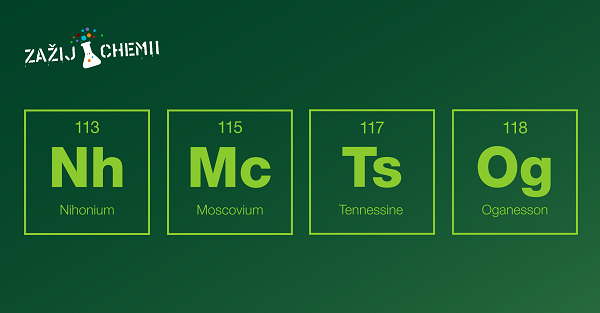 ZAŽIJ CHEMII
113
Nh
Nihonium
115
Mc
Moscovium
117
Ts
Tennessine
118
Og
Oganesson